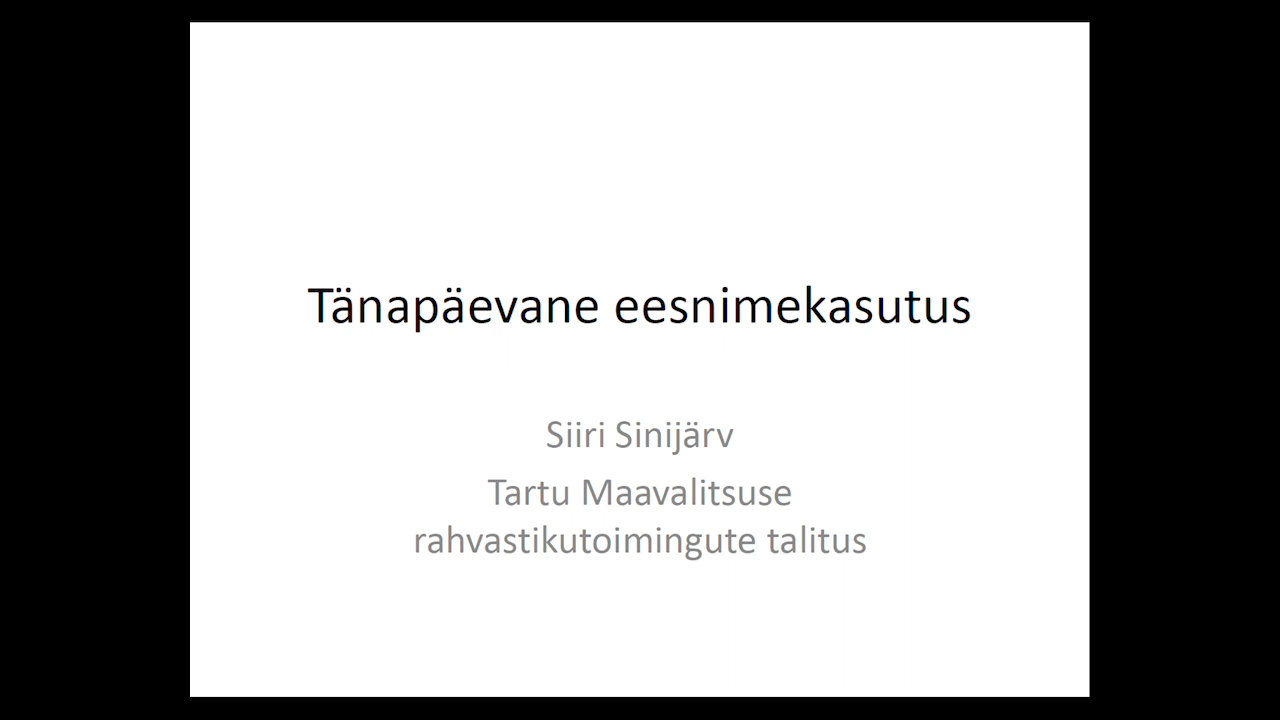 Tänapäevane eesnimekasutus
Siiri Sinijärv
Tartu Maavalitsuse
rahvastikutoimingute talitus